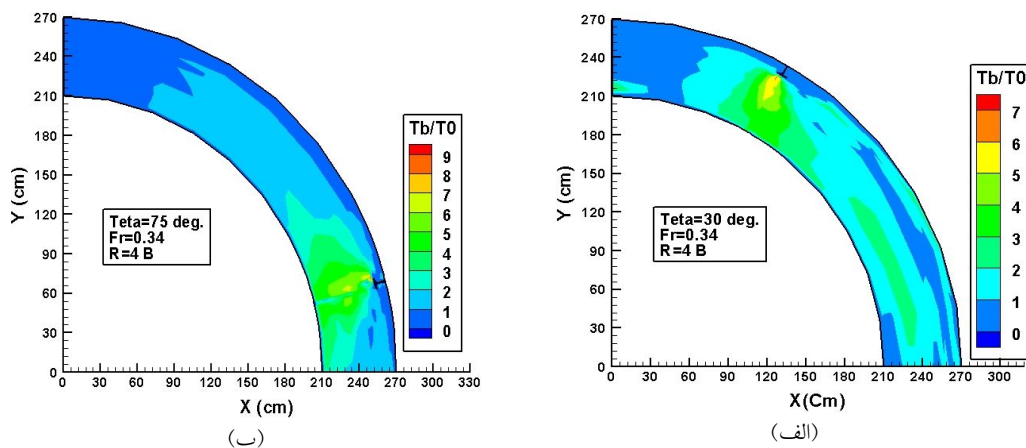 270
240
210
180
150
120
90
60
30
0
Y (cm)
0 30 60 90 120 150 180 210 240 270 300 330
X (cm)
Teta=75 deg.
Fr=0.34
R=4 B
Tb/T0
9
8
7
6
5
4
3
2
1
0
(ب)
270
240
210
180
150
120
90
60
30
0
Y (cm)
0 30 60 90 120 150 180 210 240 270 300
X(Cm)
Teta=30 deg.
Fr=0.34
R=4 B
Tb/T0
7
6
5
4
3
2
1
0
(الف)